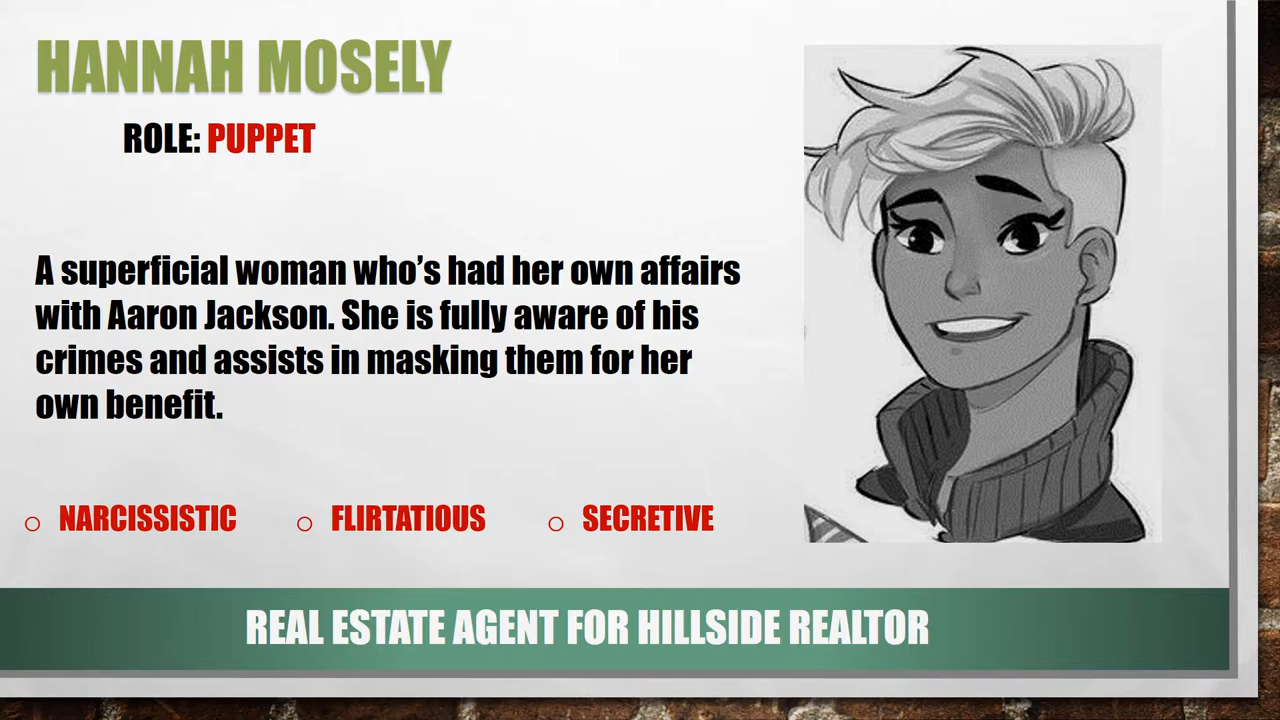 HANNAH MOSELY
ROLE: PUPPET
A superficial woman who’s had her own affairs
with Aaron Jackson. She is fully aware of his
crimes and assists in masking them for her
own benefit.
○ NARCISSISTIC ○ FLIRTATIOUS ○ SECRETIVE
REAL ESTATE AGENT FOR HILLSIDE REALTOR